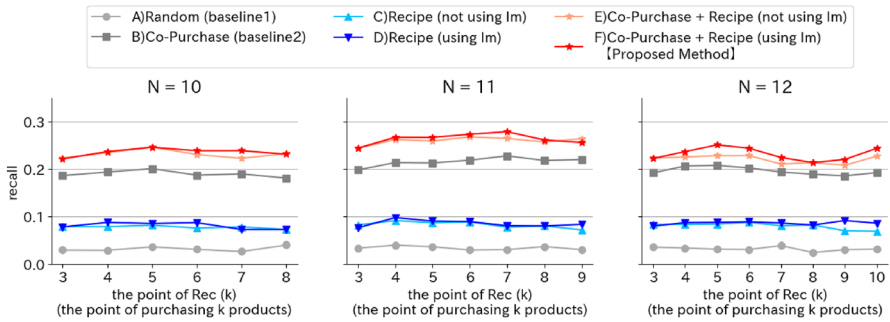 A)Random (baseline1)
B)Co-Purchase (baseline2)
C)Recipe (not using lm)
D)Recipe (using lm)
E)Co-Purchase + Recipe (not using lm)
F)Co-Purchase + Recipe (using lm)
【Proposed Method】
N = 10
N = 11
N = 12
recall
0.3
0.2
0.1
0.0
3 4 5 6 7 8
the point of Rec (k)
(the point of purchasing k products)
3 4 5 6 7 8 9
the point of Rec (k)
(the point of purchasing k products)
3 4 5 6 7 8 9 10
the point of Rec (k)
(the point of purchasing k products)